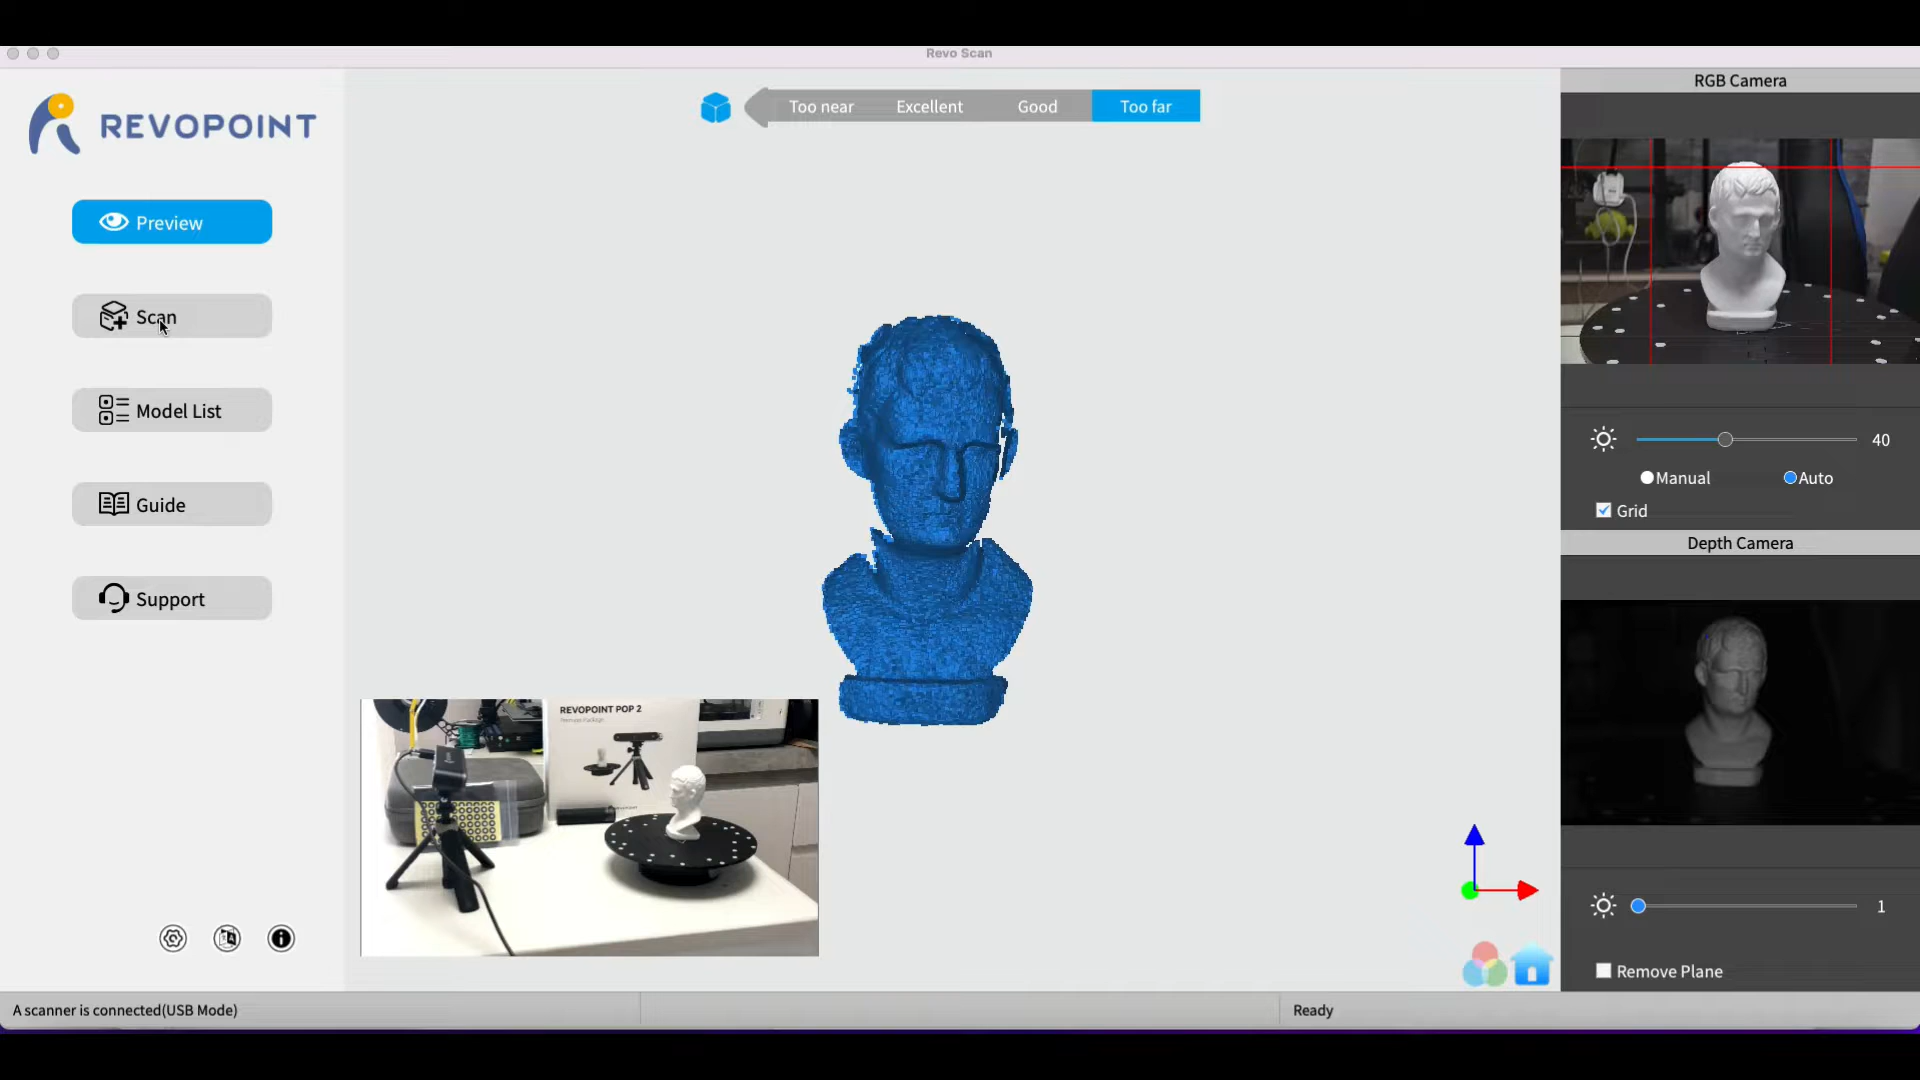 Revo Scan
REVOPOINT
Preview
Scan
Model List
Guide
Support
Too near
Excellent
Good
Too far
RGB Camera
40
Manual
Auto
Grid
Depth Camera
1
Remove Plane
REVOPOINT POP 2
A scanner is connected(USB Mode)
Ready